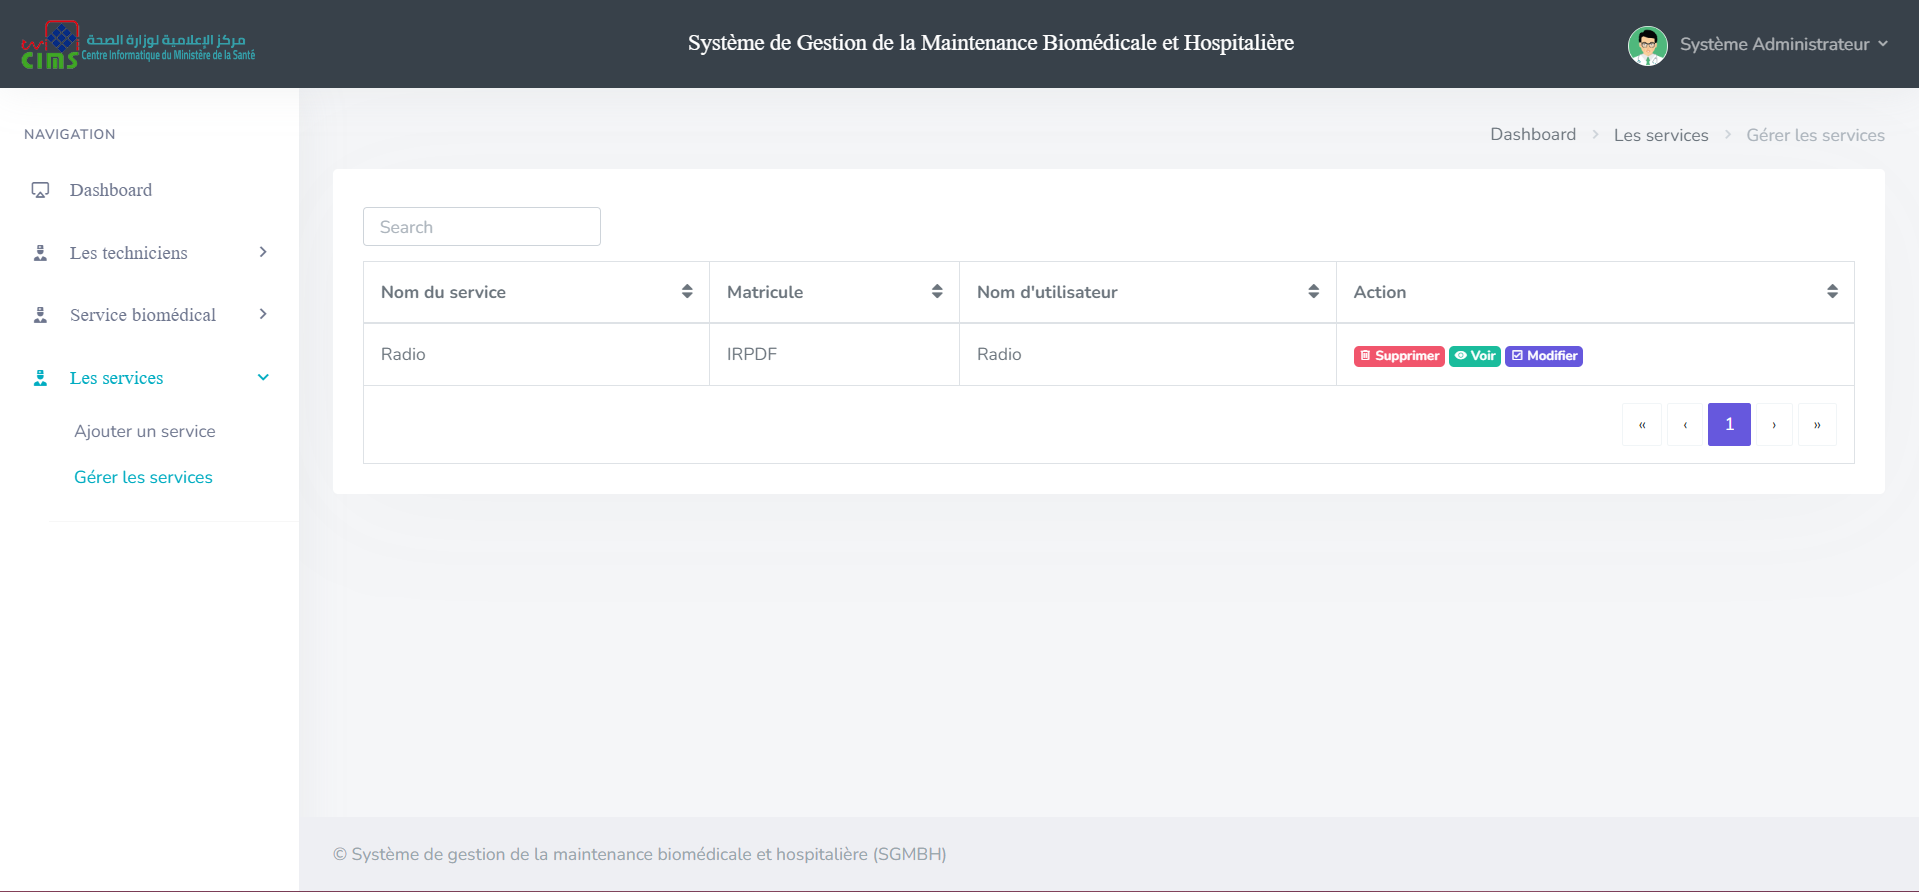 مركز الإعلامية لوزارة الصحة
CIMS Centre Informatique du Ministère de la Santé
Système de Gestion de la Maintenance Biomédicale et Hospitalière
Système Administrateur
NAVIGATION
Dashboard
Les techniciens
Service biomédical
Les services
Ajouter un service
Gérer les services
Dashboard › Les services › Gérer les services
Search
Nom du service Matricule Nom d'utilisateur Action
Radio IRPDF Radio Supprimer Voir Modifier
« ‹ 1 › »
© Système de gestion de la maintenance biomédicale et hospitalière (SGMBH)